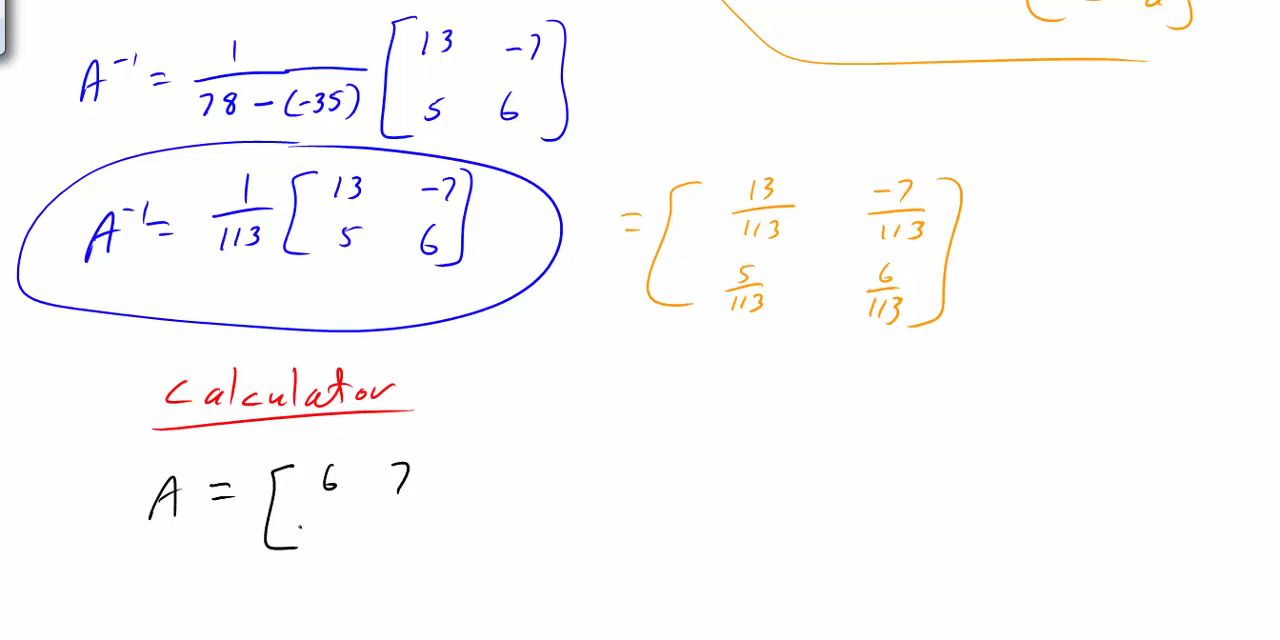 A⁻¹ = 1/(78 - (-35)) [13 -7
5 6]
A⁻¹ = 1/113 [13 -7
5 6]
= [13/113 -7/113
5/113 6/113]
Calculator
A = [6 7